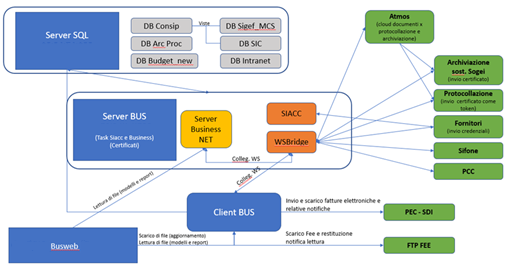 Server SQL
DB Consip
Viste
DB Sigef_MCS
DB Arc Proc
DB SIC
DB Budget_new
DB Intranet
Atmos
(cloud documenti x
protocollazione e
archiviazione)
Archiviazione
sost. Sogei
(invio certificato)
Protocollazione
(invio certificato come
token)
Fornitori
(invio credenziali)
Sifone
PCC
Server BUS
(Task Siacc e Business)
(Certificati)
Server
Business
NET
SIACC
WSBridge
Colleg. WS
Colleg. WS
Lettura di file (modelli e report)
Client BUS
Invio e scarico fatture elettroniche e
relative notifiche
PEC - SDI
Busweb
Scarico di file (aggiornamento)
Lettura di file (modelli e report)
Scarico Fee e restituzione
notifica lettura
FTP FEE